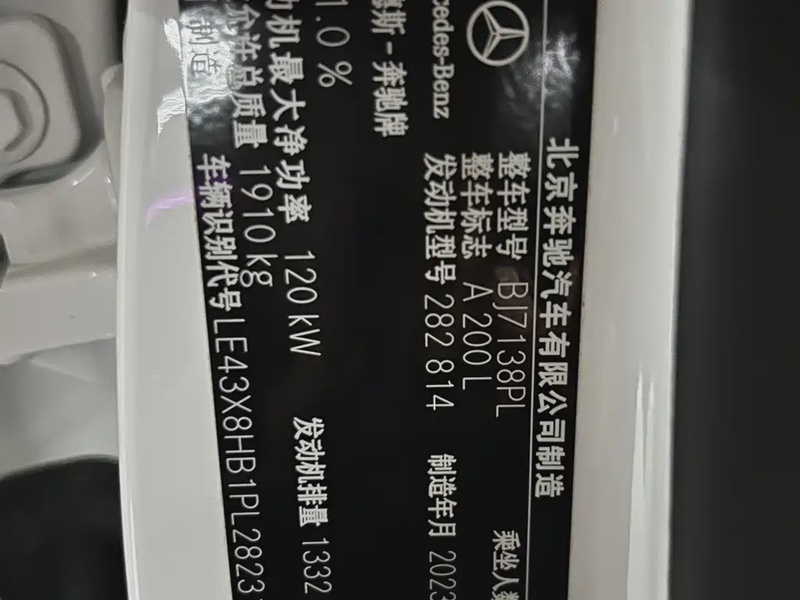 北京奔驰汽车有限公司制造
整车型号 BJ7138PL 乘坐人数
整车标志 A 200 L
发动机型号 282 814 制造年月 2023
cedes-Benz
德斯-奔驰牌
1.0 %
动机最大净功率 120 kW 发动机排量 1332
允许总质量 1910 kg
制造
车辆识别代号 LE43X8HB1PL2823